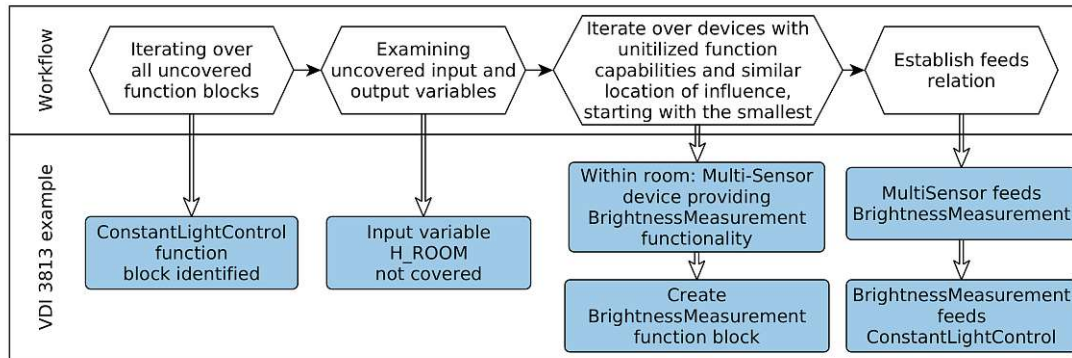 Workflow
Iterating over
all uncovered
function blocks
Examining
uncovered input and
output variables
Iterate over devices with
unitilized function
capabilities and similar
location of influence,
starting with the smallest
Establish feeds
relation
VDI 3813 example
ConstantLightControl
function
block identified
Input variable
H_ROOM
not covered
Within room: Multi-Sensor
device providing
BrightnessMeasurement
functionality
Create
BrightnessMeasurement
function block
MultiSensor feeds
BrightnessMeasurement
BrightnessMeasurement
feeds
ConstantLightControl